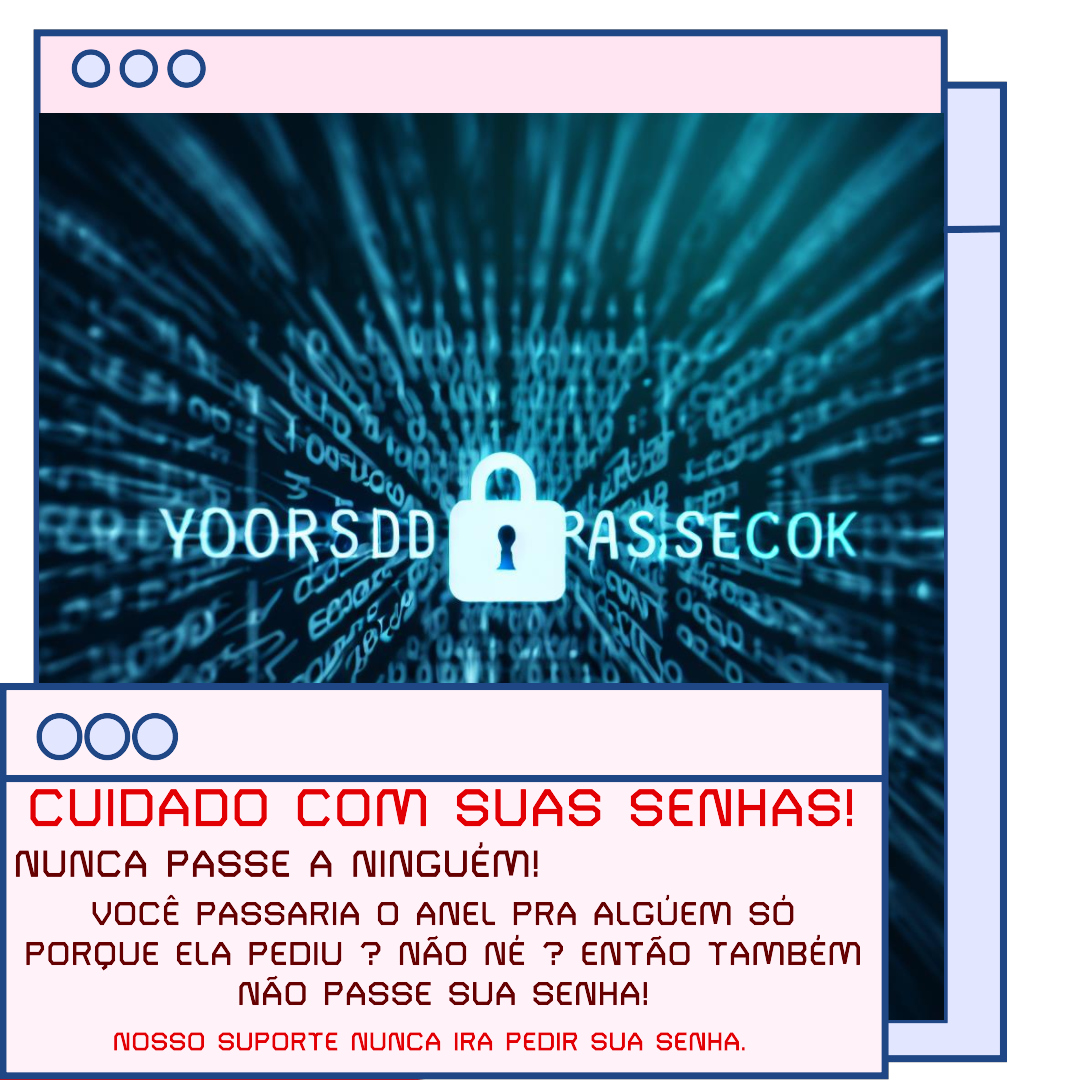 YOORSDD PASSECOK
CUIDADO COM SUAS SENHAS!
NUNCA PASSE A NINGUÉM!
VOCÊ PASSARIA O ANEL PRA ALGÚEM SÓ
PORQUE ELA PEDIU ? NÃO NÉ ? ENTÃO TAMBÉM
NÃO PASSE SUA SENHA!
NOSSO SUPORTE NUNCA IRA PEDIR SUA SENHA.